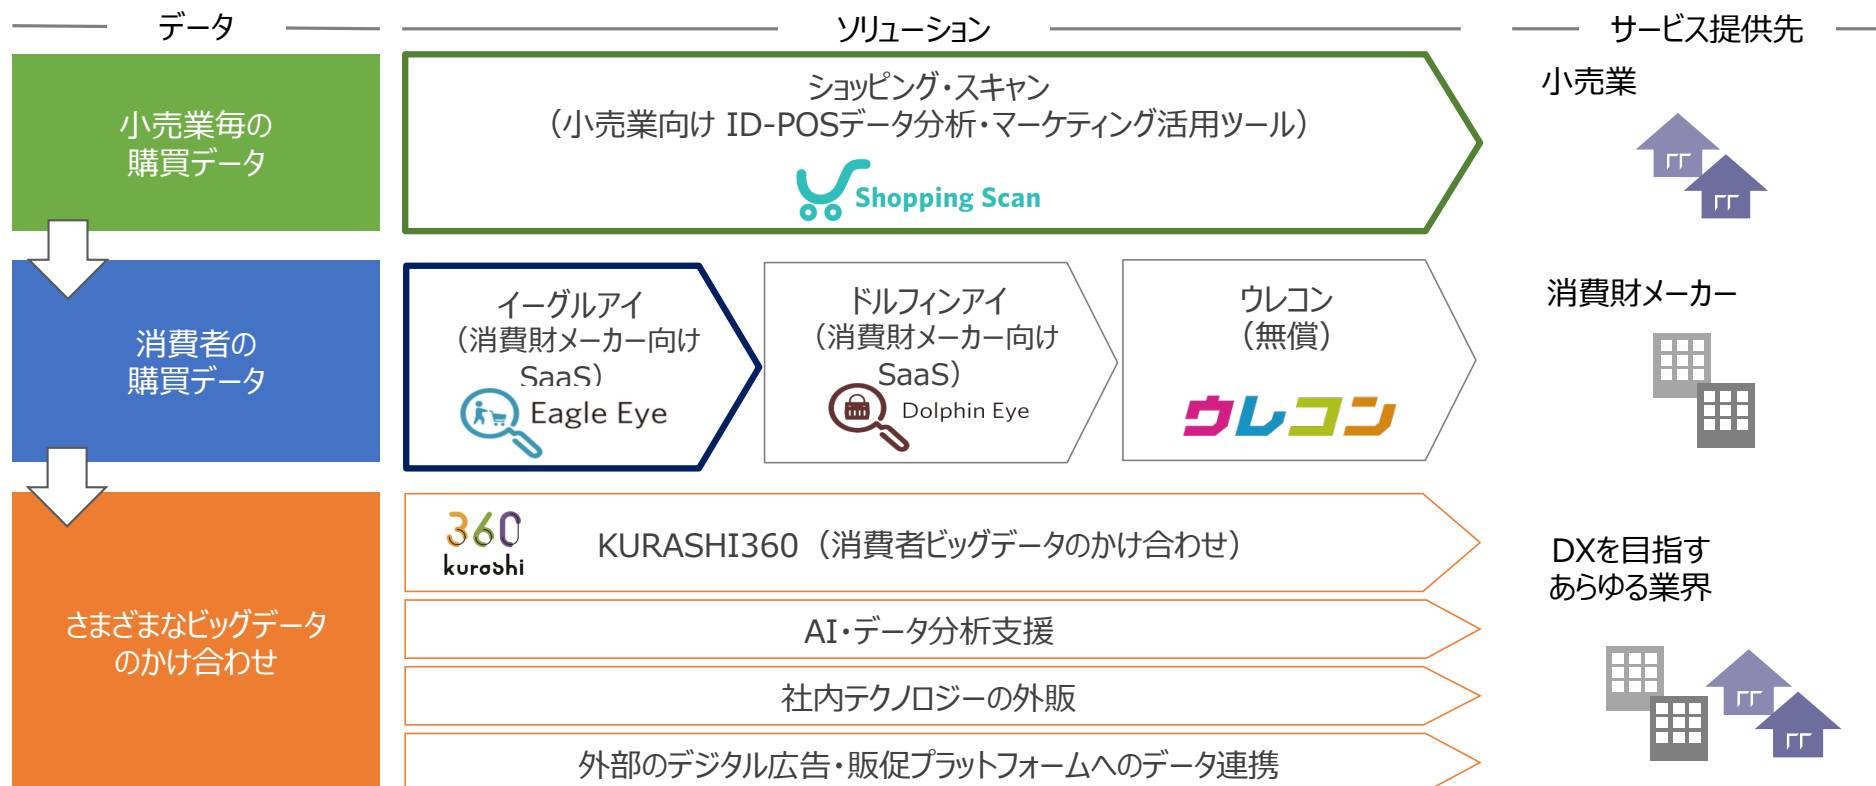 データ
ソリューション
サービス提供先
小売業毎の
購買データ
ショッピング・スキャン
（小売業向け ID-POSデータ分析・マーケティング活用ツール）
Shopping Scan
小売業
消費者の
購買データ
イーグルアイ
（消費財メーカー向け
SaaS）
Eagle Eye
ドルフィンアイ
（消費財メーカー向け
SaaS）
Dolphin Eye
ウレコン
（無償）
ウレコン
消費財メーカー
さまざまなビッグデータ
のかけ合わせ
360
kurashi
KURASHI360（消費者ビッグデータのかけ合わせ）
AI・データ分析支援
社内テクノロジーの外販
外部のデジタル広告・販促プラットフォームへのデータ連携
DXを目指す
あらゆる業界